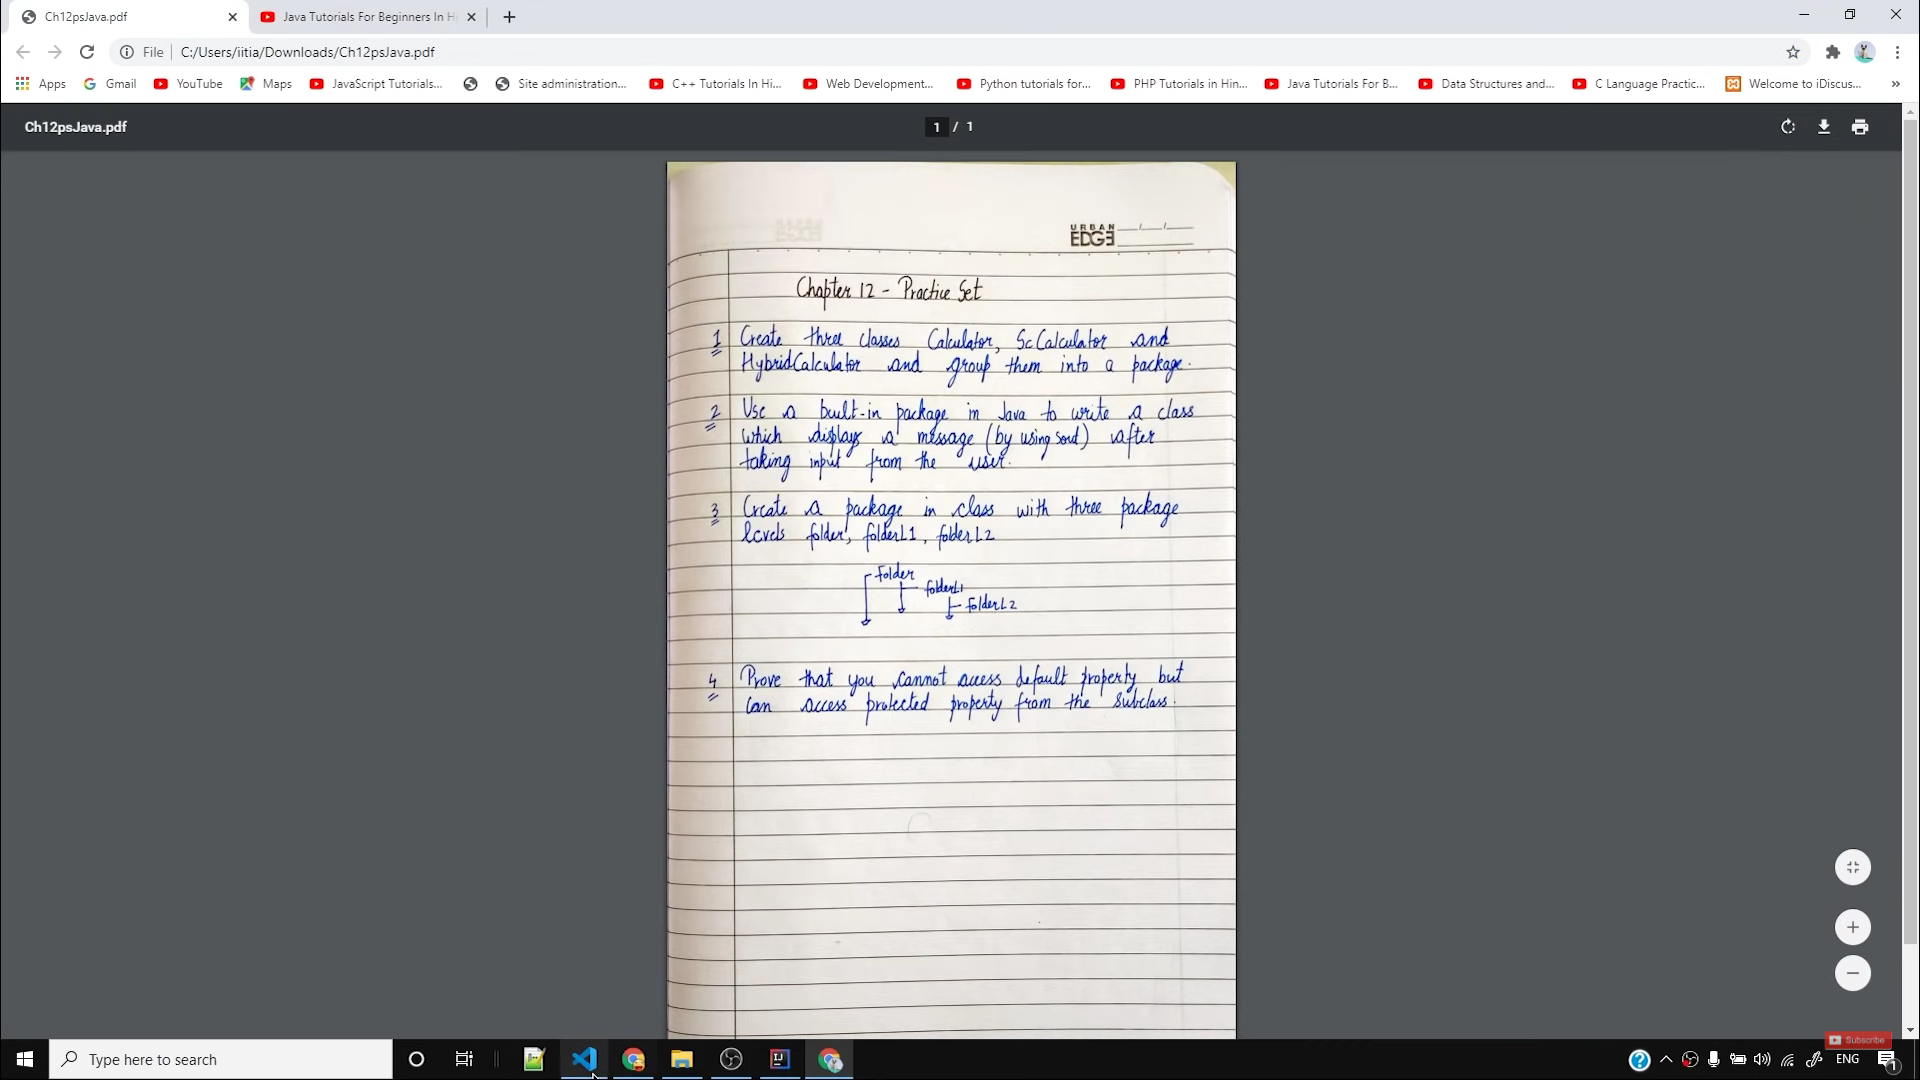 Ch12psJava.pdf
Java Tutorials For Beginners In H
File
C:/Users/iitia/Downloads/Ch12psJava.pdf
Apps
Gmail
YouTube
Maps
JavaScript Tutorials...
Site administration...
C++ Tutorials In Hi...
Web Development...
Python tutorials for...
PHP Tutorials in Hin...
Java Tutorials For B...
Data Structures and...
C Language Practic...
Welcome to iDiscus...
»
Ch12psJava.pdf
1 / 1
URBAN
EDGE
Chapter 12 - Practice Set
1 Create three classes Calculator, ScCalculator and
HybridCalculator and group them into a package.
2 Use a built-in package in Java to write a class
which displays a message (by using sout) after
taking input from the user.
3 Create a package in class with three package
levels folder, folderL1, folderL2
folder
folderL1
folderL2
4 Prove that you cannot access default property but
can access protected property from the subclass.
Subscribe
Type here to search
ENG
1